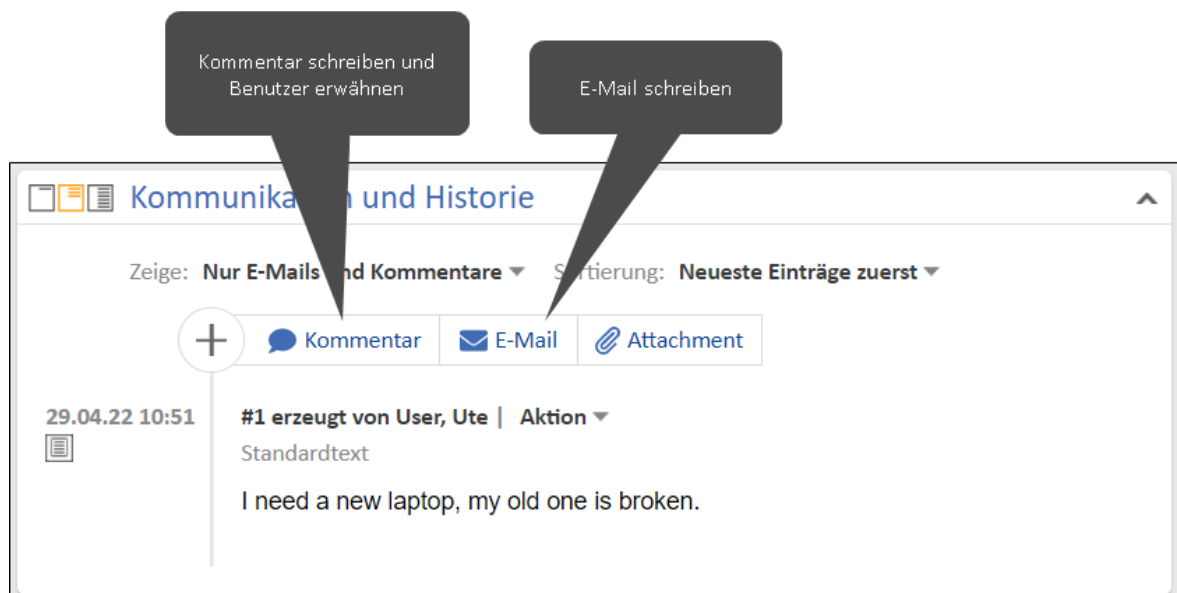 Kommentar schreiben und
Benutzer erwähnen
E-Mail schreiben
und Historie
Zeige: Nur E-Mails Kommentare Sortierung: Neueste Einträge zuerst
Kommentar E-Mail Attachment
29.04.22 10:51 #1 erzeugt von User, Ute | Aktion
Standardtext
I need a new laptop, my old one is broken.